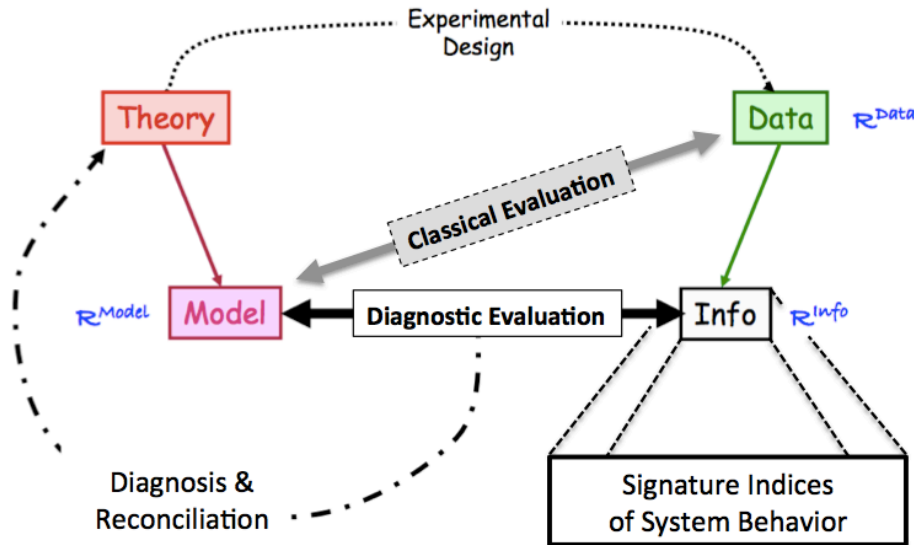 Experimental
Design
Theory
Data
R^Data
Classical Evaluation
R^Model
Model
Diagnostic Evaluation
Info
R^Info
Diagnosis &
Reconciliation
Signature Indices
of System Behavior